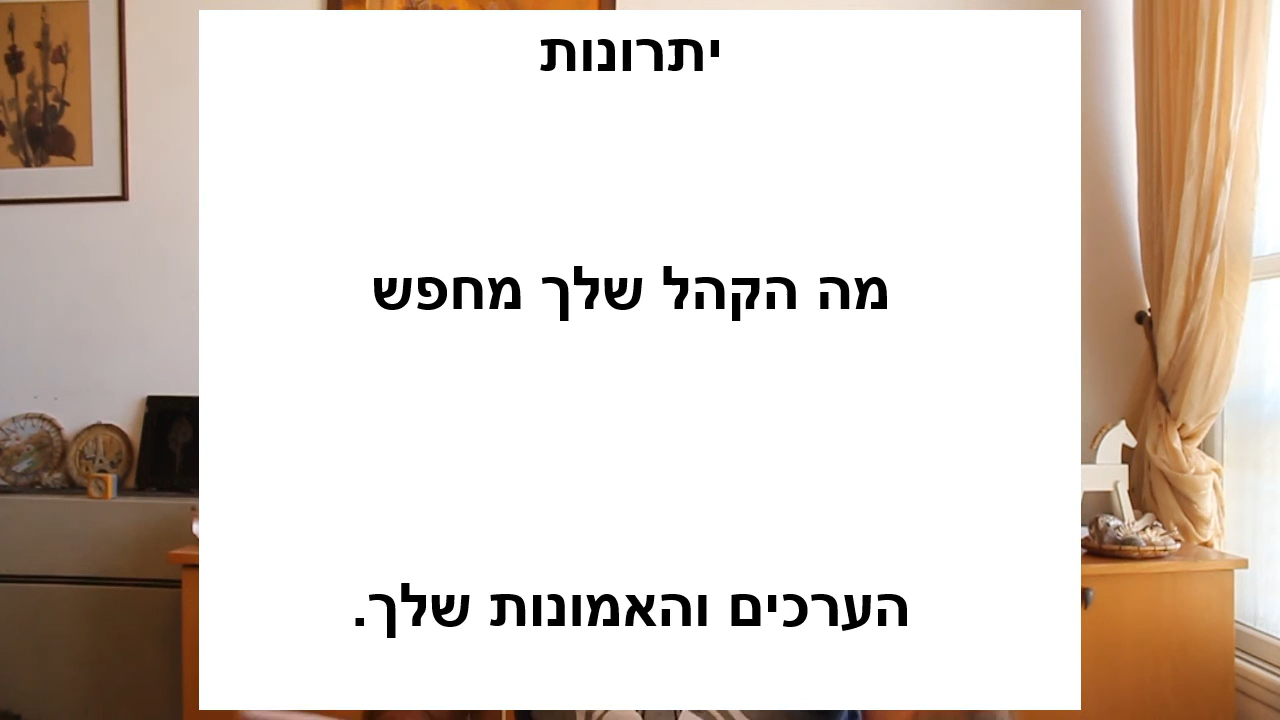 יתרונות
מה הקהל שלך מחפש
הערכים והאמונות שלך.